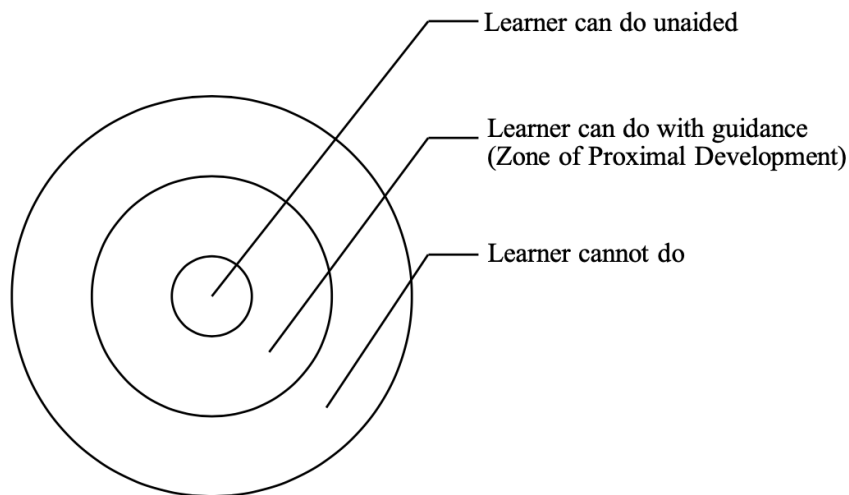 Learner can do unaided
Learner can do with guidance
(Zone of Proximal Development)
Learner cannot do